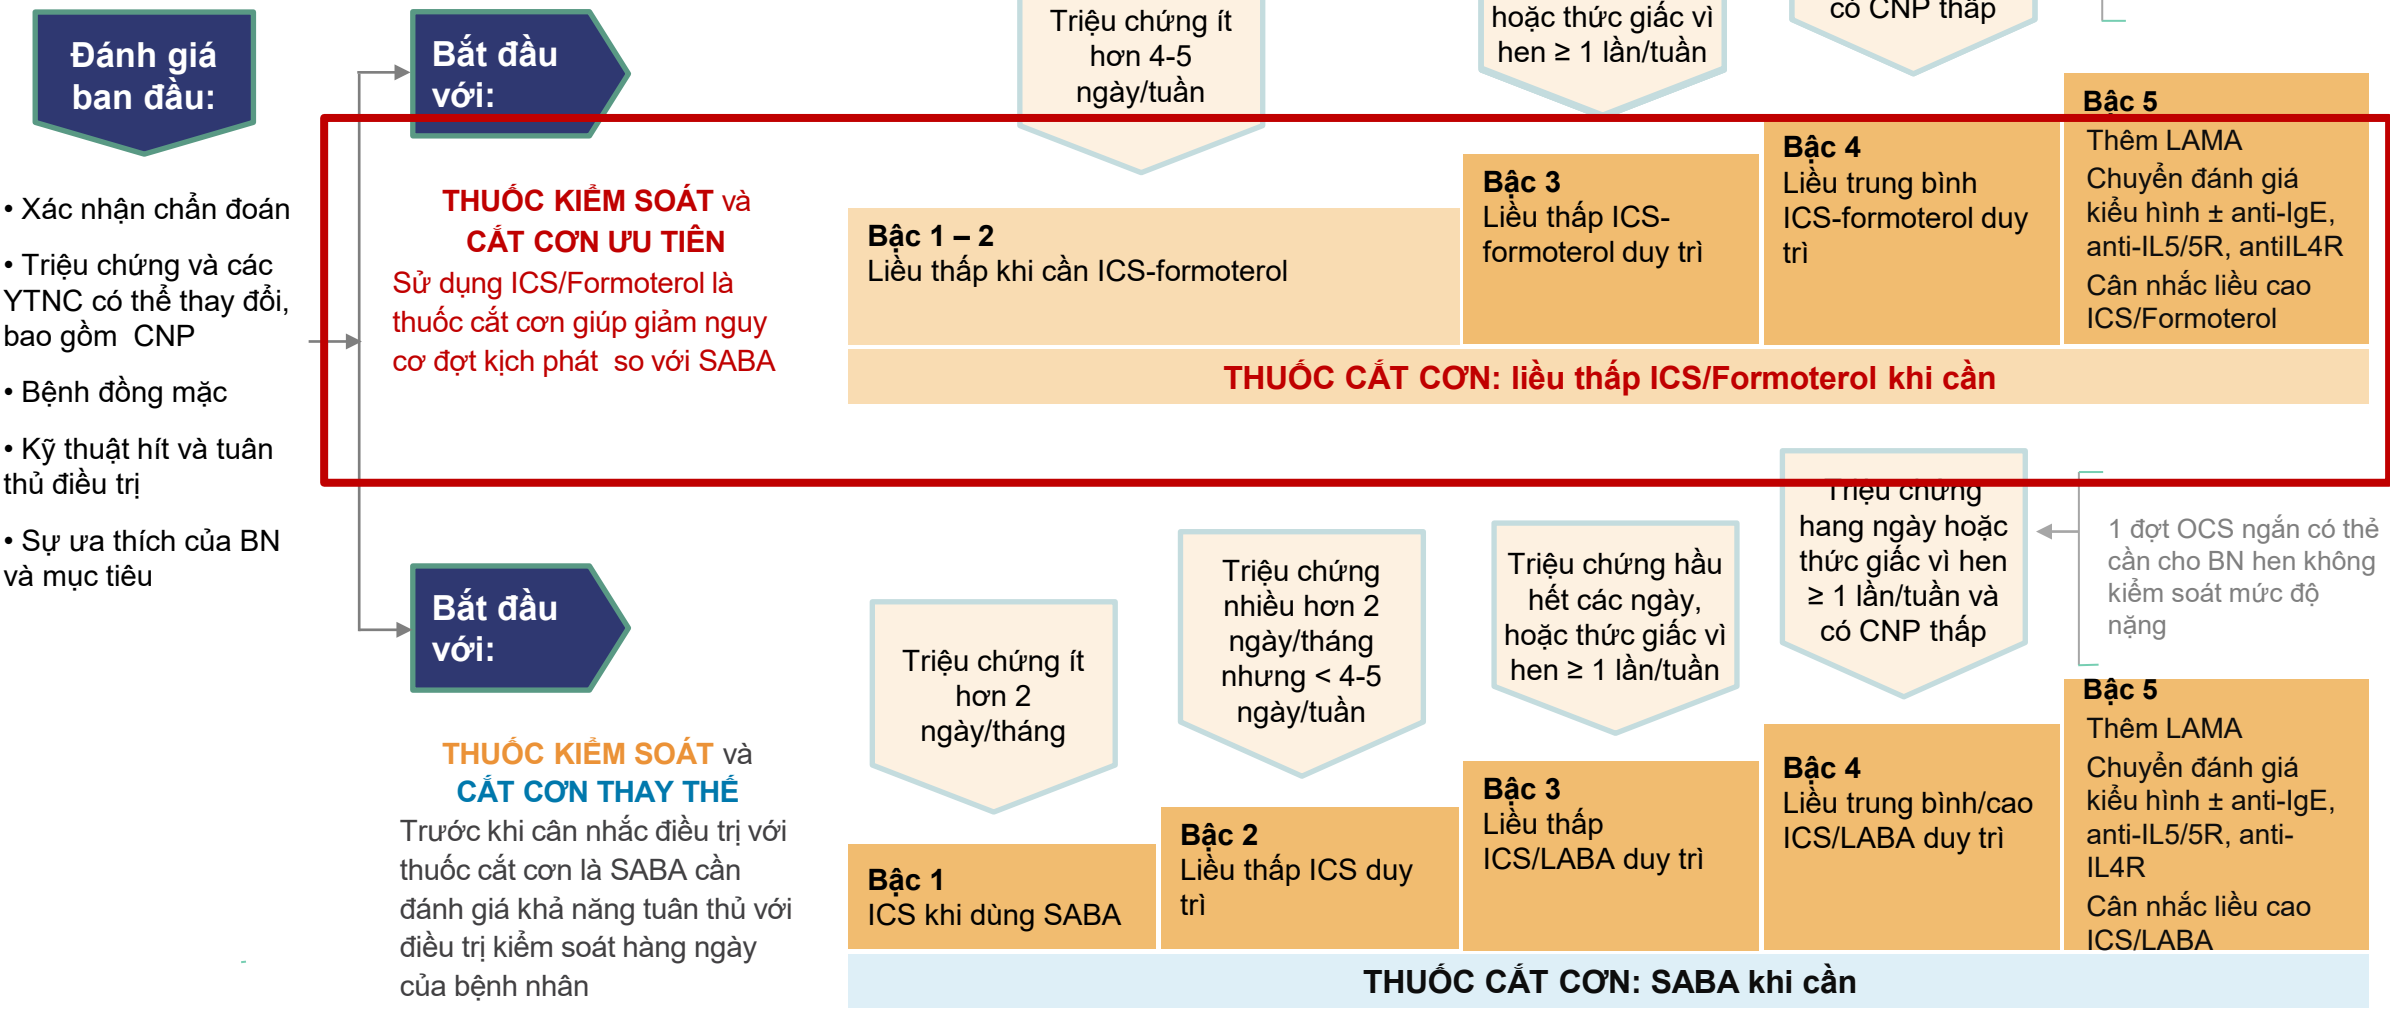 Đánh giá
ban đầu:
• Xác nhận chẩn đoán
• Triệu chứng và các
YTNC có thể thay đổi,
bao gồm CNP
• Bệnh đồng mặc
• Kỹ thuật hít và tuân
thủ điều trị
• Sự ưa thích của BN
và mục tiêu
Bắt đầu
với:
THUỐC KIỂM SOÁT và
CẮT CƠN ƯU TIÊN
Sử dụng ICS/Formoterol là
thuốc cắt cơn giúp giảm nguy
cơ đợt kịch phát so với SABA
Triệu chứng ít
hơn 4-5
ngày/tuần
hoặc thức giấc vì
hen ≥ 1 lần/tuần
có CNP thấp
Bậc 1 – 2
Liều thấp khi cần ICS-formoterol
Bậc 3
Liều thấp ICS-
formoterol duy trì
Bậc 4
Liều trung bình
ICS-formoterol duy
trì
Bậc 5
Thêm LAMA
Chuyển đánh giá
kiểu hình ± anti-IgE,
anti-IL5/5R, antiIL4R
Cân nhắc liều cao
ICS/Formoterol
THUỐC CẮT CƠN: liều thấp ICS/Formoterol khi cần
Bắt đầu
với:
THUỐC KIỂM SOÁT và
CẮT CƠN THAY THẾ
Trước khi cân nhắc điều trị với
thuốc cắt cơn là SABA cần
đánh giá khả năng tuân thủ với
điều trị kiểm soát hàng ngày
của bệnh nhân
Triệu chứng ít
hơn 2
ngày/tháng
Triệu chứng
nhiều hơn 2
ngày/tháng
nhưng < 4-5
ngày/tuần
Triệu chứng hầu
hết các ngày,
hoặc thức giấc vì
hen ≥ 1 lần/tuần
Triệu chứng
hang ngày hoặc
thức giấc vì hen
≥ 1 lần/tuần và
có CNP thấp
1 đợt OCS ngắn có thẻ
cần cho BN hen không
kiểm soát mức độ
nặng
Bậc 1
ICS khi dùng SABA
Bậc 2
Liều thấp ICS duy
trì
Bậc 3
Liều thấp
ICS/LABA duy trì
Bậc 4
Liều trung bình/cao
ICS/LABA duy trì
Bậc 5
Thêm LAMA
Chuyển đánh giá
kiểu hình ± anti-IgE,
anti-IL5/5R, anti-
IL4R
Cân nhắc liều cao
ICS/LABA
THUỐC CẮT CƠN: SABA khi cần